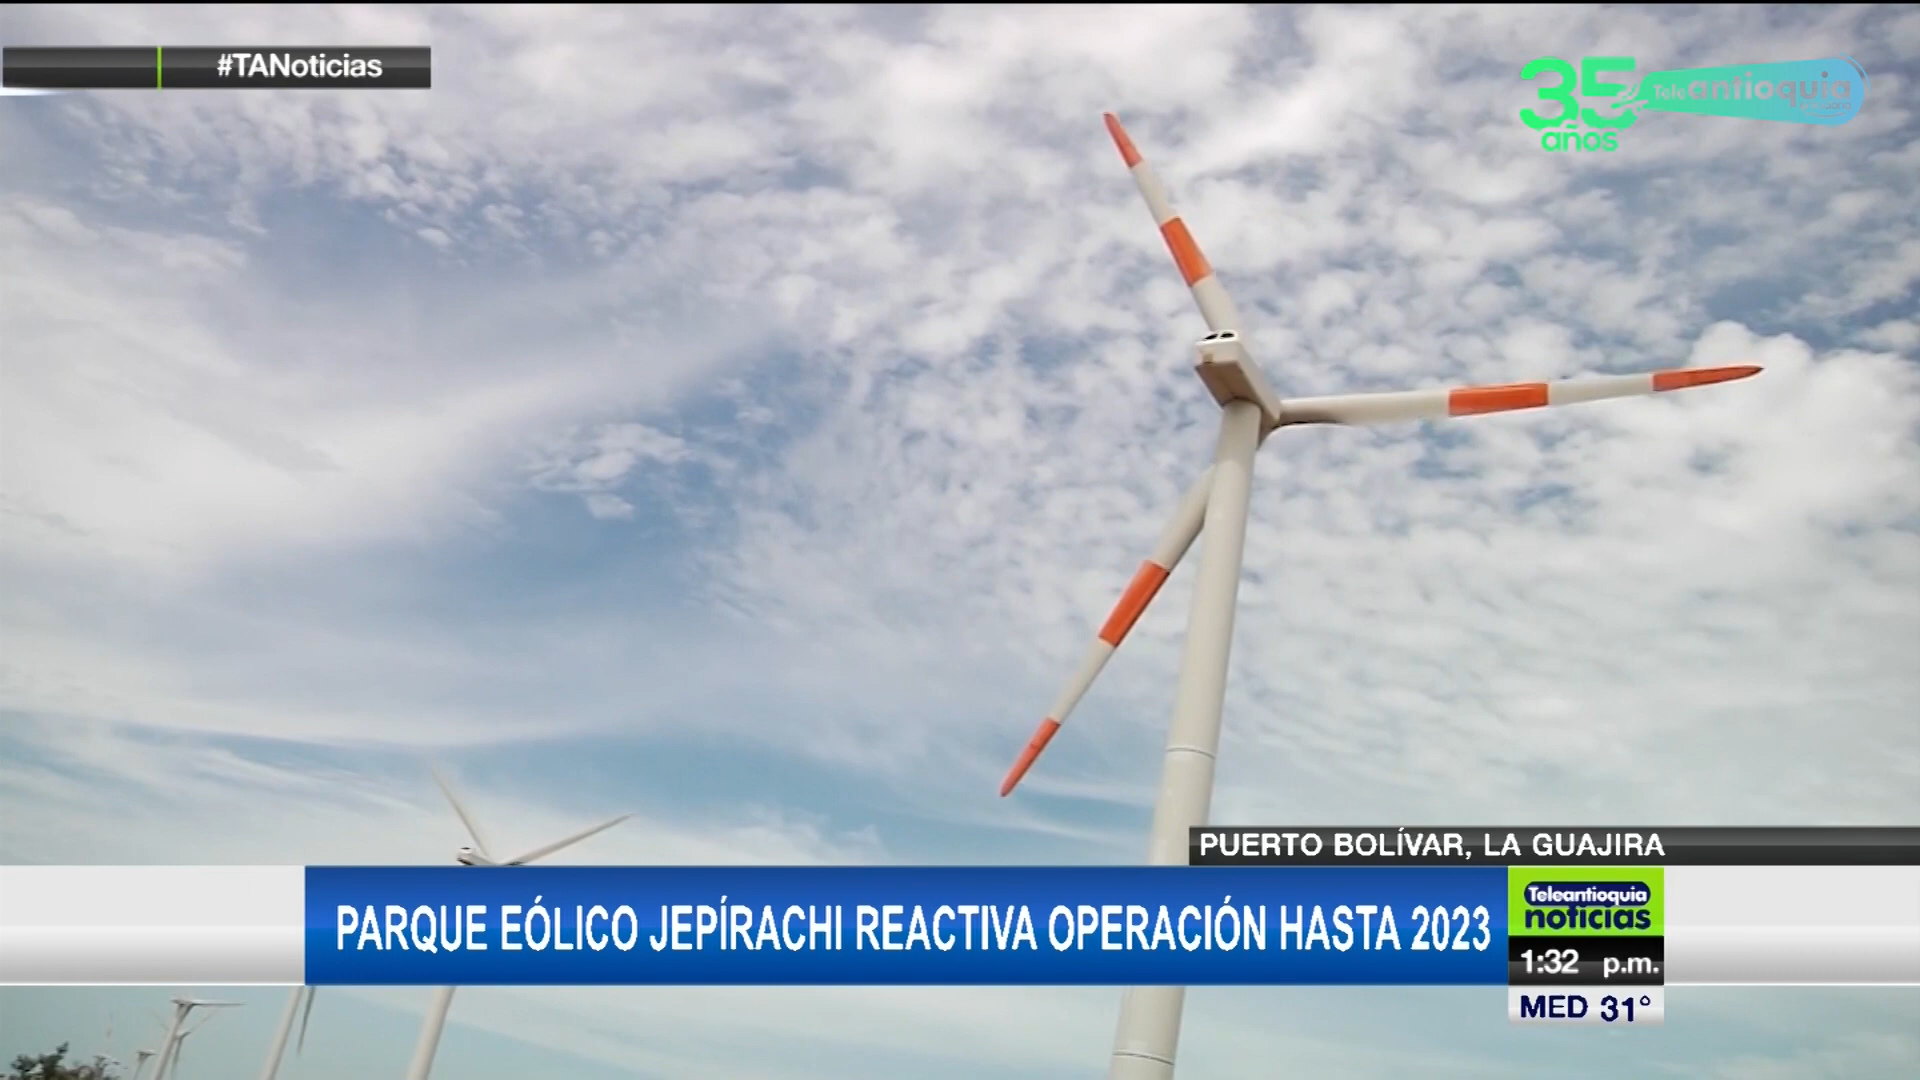 #TANoticias
35 años
Teleantioquia
PUERTO BOLÍVAR, LA GUAJIRA
PARQUE EÓLICO JEPÍRACHI REACTIVA OPERACIÓN HASTA 2023
Teleantioquia
noticias
1:32 p.m.
MED 31°